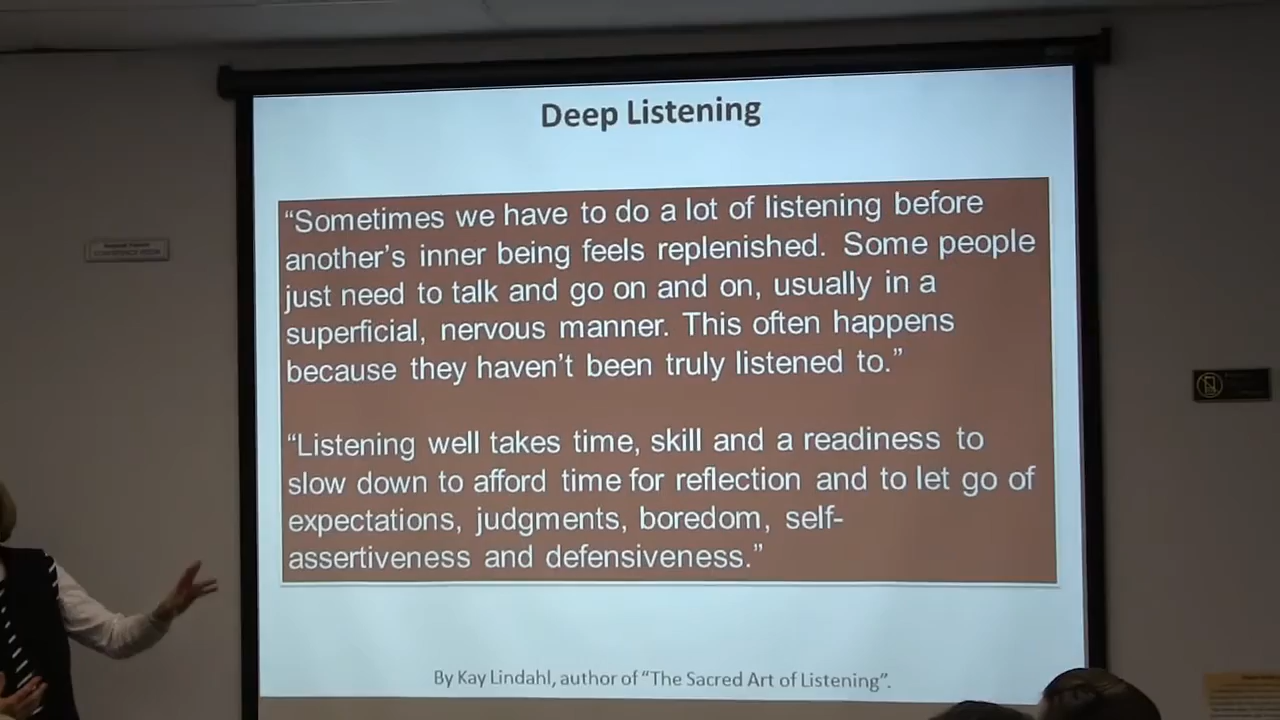 Deep Listening
“Sometimes we have to do a lot of listening before
another’s inner being feels replenished. Some people
just need to talk and go on and on, usually in a
superficial, nervous manner. This often happens
because they haven’t been truly listened to.”
“Listening well takes time, skill and a readiness to
slow down to afford time for reflection and to let go of
expectations, judgments, boredom, self-
assertiveness and defensiveness.”
By Kay Lindahl, author of “The Sacred Art of Listening”.